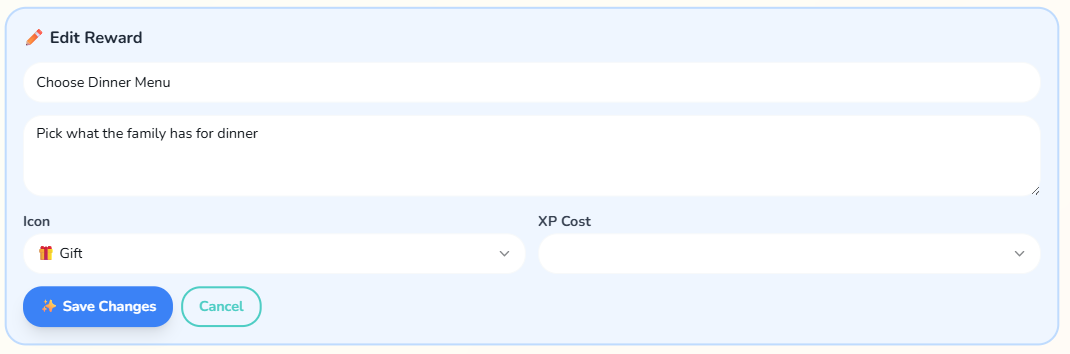 Edit Reward
Choose Dinner Menu
Pick what the family has for dinner
Icon
XP Cost
Gift
Save Changes
Cancel